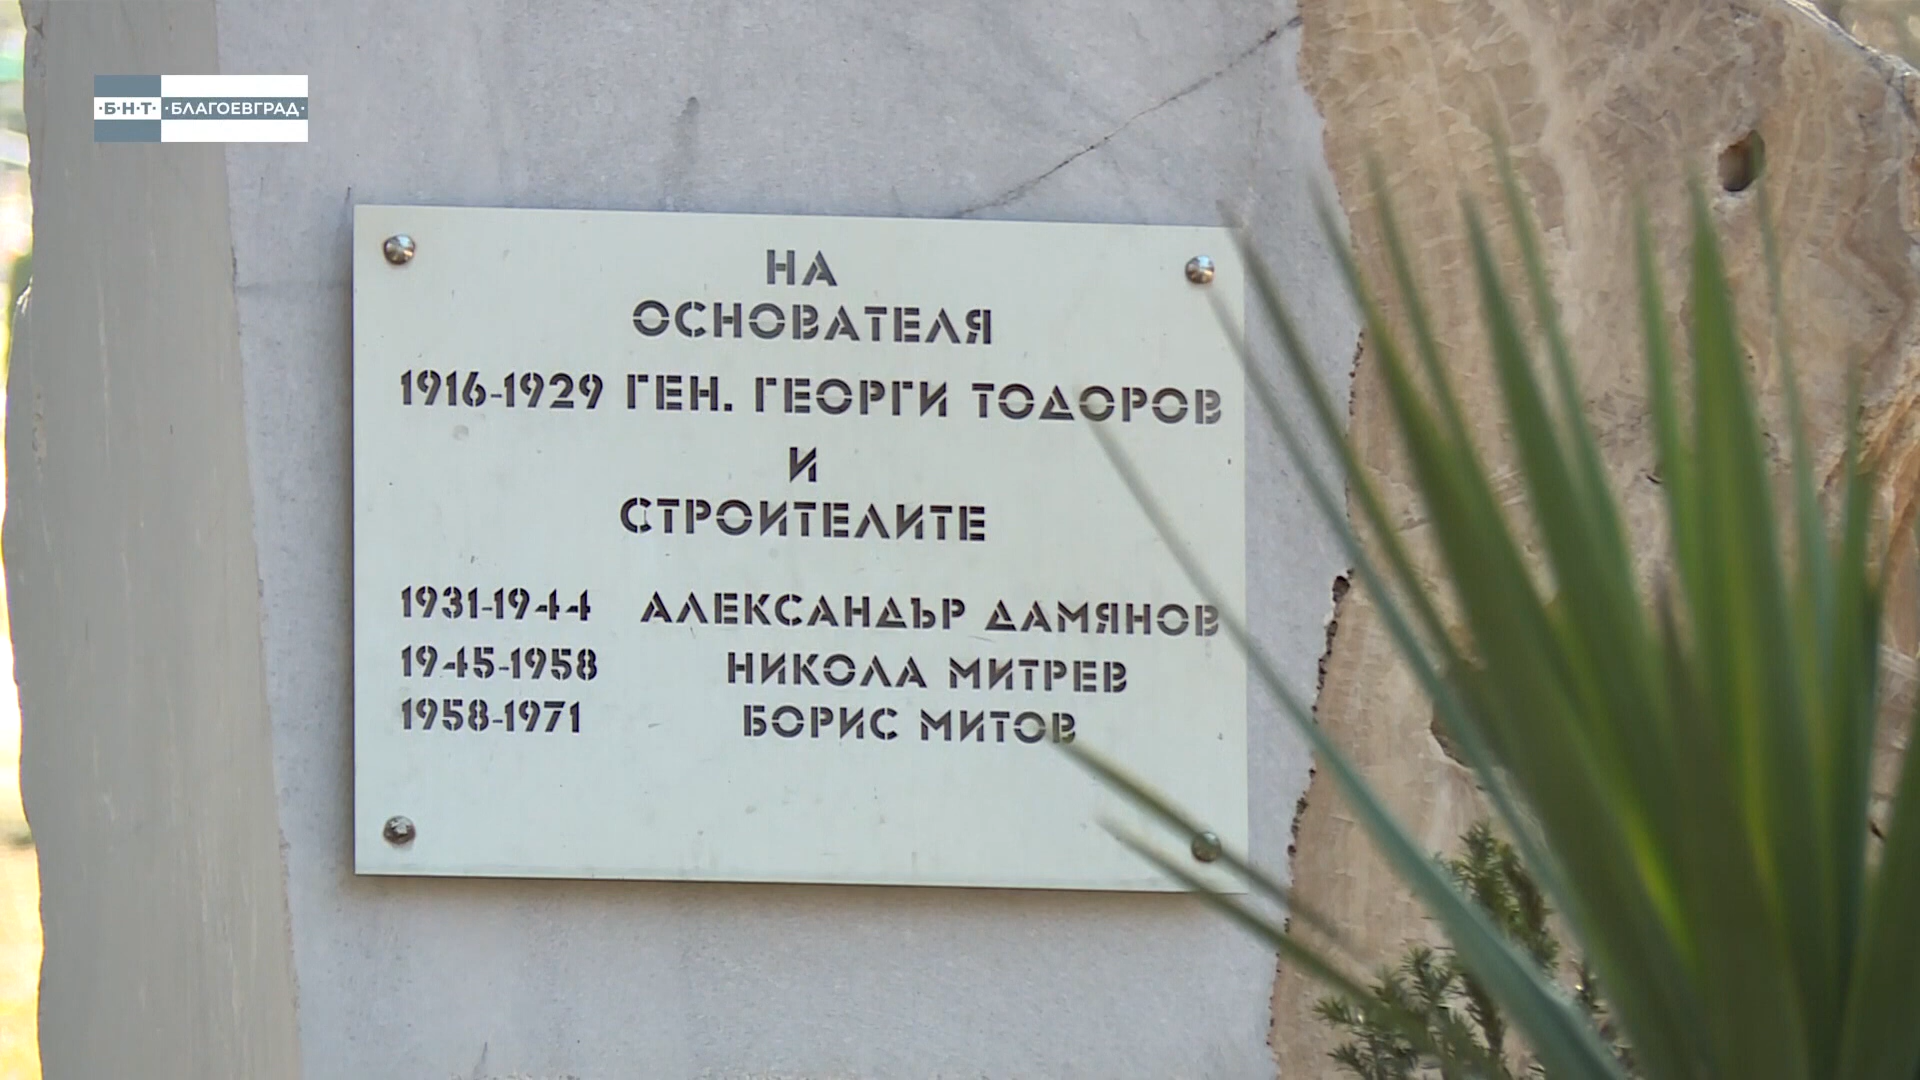 ·Б·Н·Т· ·БЛАГОЕВГРАД·
НА
ОСНОВАТЕЛЯ
1916-1929 ГЕН. ГЕОРГИ ТОДОРОВ
И
СТРОИТЕЛИТЕ
1931-1944 АЛЕКСАНДЪР ДАМЯНОВ
1945-1958 НИКОЛА МИТРЕВ
1958-1971 БОРИС МИТОВ